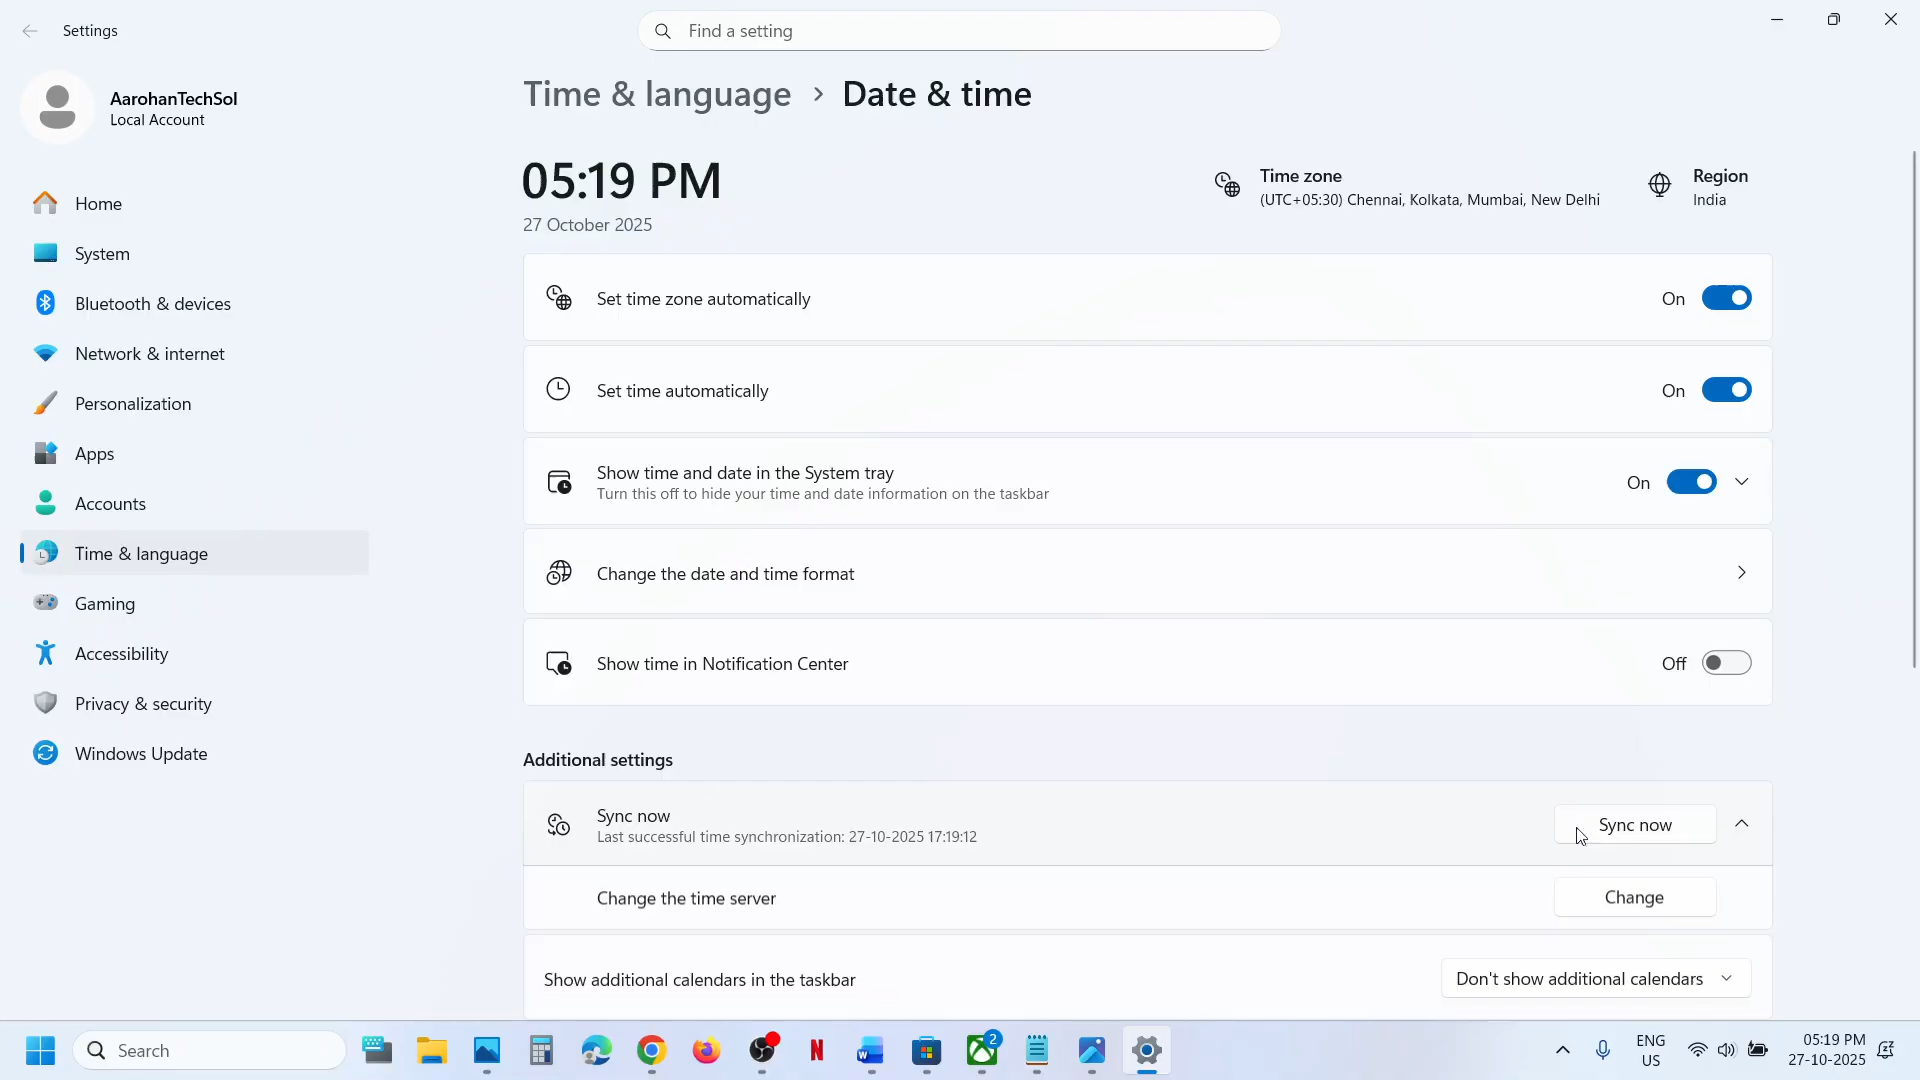 Settings
Find a setting
AarohanTechSol
Local Account
Home
System
Bluetooth & devices
Network & internet
Personalization
Apps
Accounts
Time & language
Gaming
Accessibility
Privacy & security
Windows Update
Time & language > Date & time
05:19 PM
27 October 2025
Time zone
(UTC+05:30) Chennai, Kolkata, Mumbai, New Delhi
Region
India
Set time zone automatically
On
Set time automatically
On
Show time and date in the System tray
Turn this off to hide your time and date information on the taskbar
On
Change the date and time format
Show time in Notification Center
Off
Additional settings
Sync now
Last successful time synchronization: 27-10-2025 17:19:12
Sync now
Change the time server
Change
Show additional calendars in the taskbar
Don't show additional calendars
Search
N
W
2
ENG
US
05:19 PM
27-10-2025